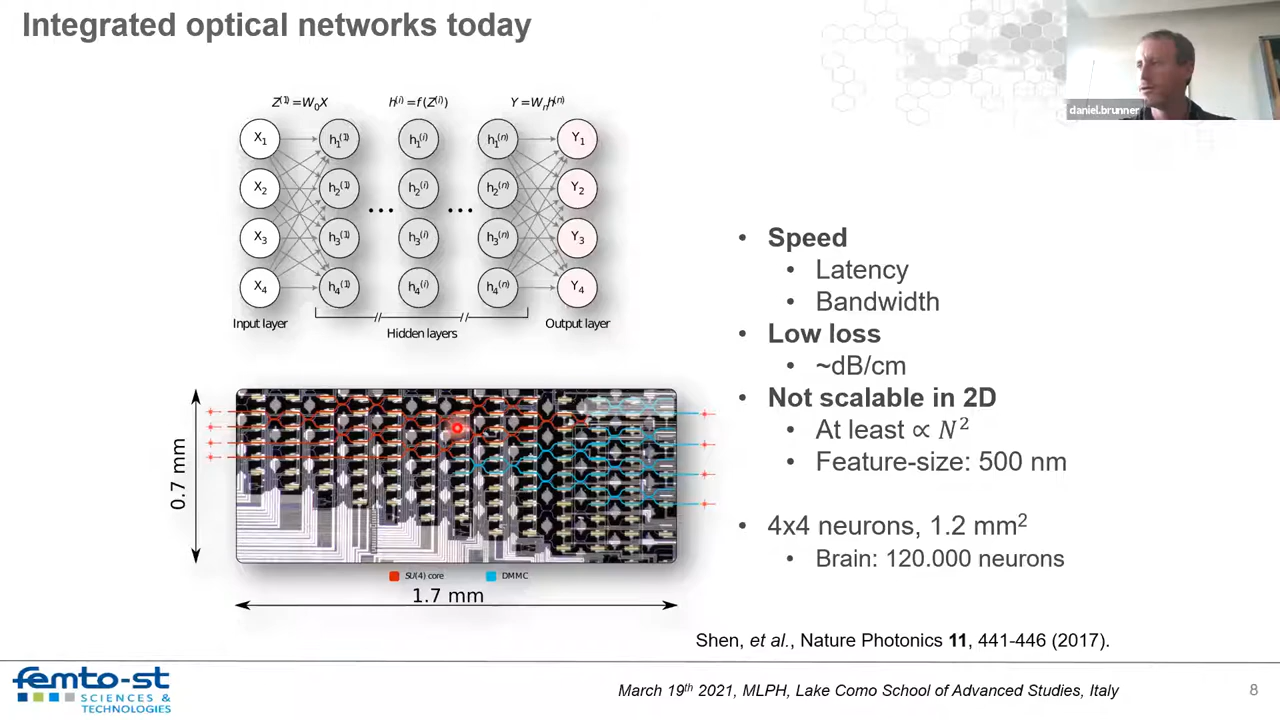 Integrated optical networks today
daniel.brunner
Z⁽¹⁾=W₀X H⁽ⁱ⁾=f(Z⁽ⁱ⁾) Y=WₙH⁽ⁿ⁾
X₁ h₁⁽¹⁾ h₁⁽ⁱ⁾ h₁⁽ⁿ⁾ Y₁
X₂ h₂⁽¹⁾ h₂⁽ⁱ⁾ h₂⁽ⁿ⁾ Y₂
X₃ h₃⁽¹⁾ h₃⁽ⁱ⁾ h₃⁽ⁿ⁾ Y₃
X₄ h₄⁽¹⁾ h₄⁽ⁱ⁾ h₄⁽ⁿ⁾ Y₄
Input layer Output layer
Hidden layers
0.7 mm
SU(4) core DMMC
1.7 mm
• Speed
• Latency
• Bandwidth
• Low loss
• ~dB/cm
• Not scalable in 2D
• At least ∝ N²
• Feature-size: 500 nm
• 4x4 neurons, 1.2 mm²
• Brain: 120.000 neurons
Shen, et al., Nature Photonics 11, 441-446 (2017).
femto-st
SCIENCES &
TECHNOLOGIES
March 19th 2021, MLPH, Lake Como School of Advanced Studies, Italy
8